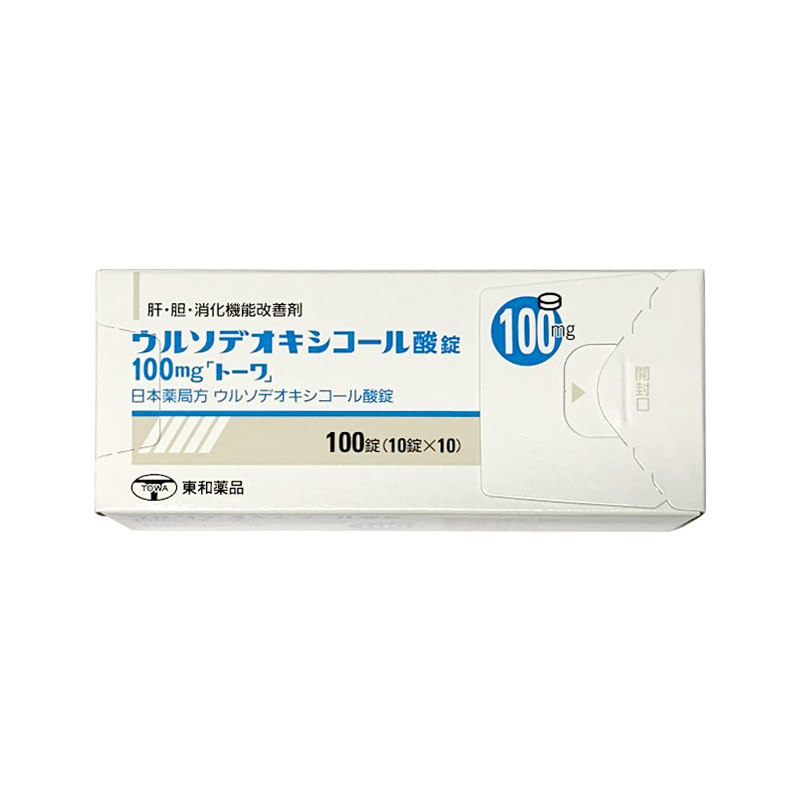 肝・胆・消化機能改善剤
ウルソデオキシコール酸錠
100mg「トーワ」
日本薬局方 ウルソデオキシコール酸錠
100錠(10錠×10)
TOWA 東和薬品
100mg
開封口